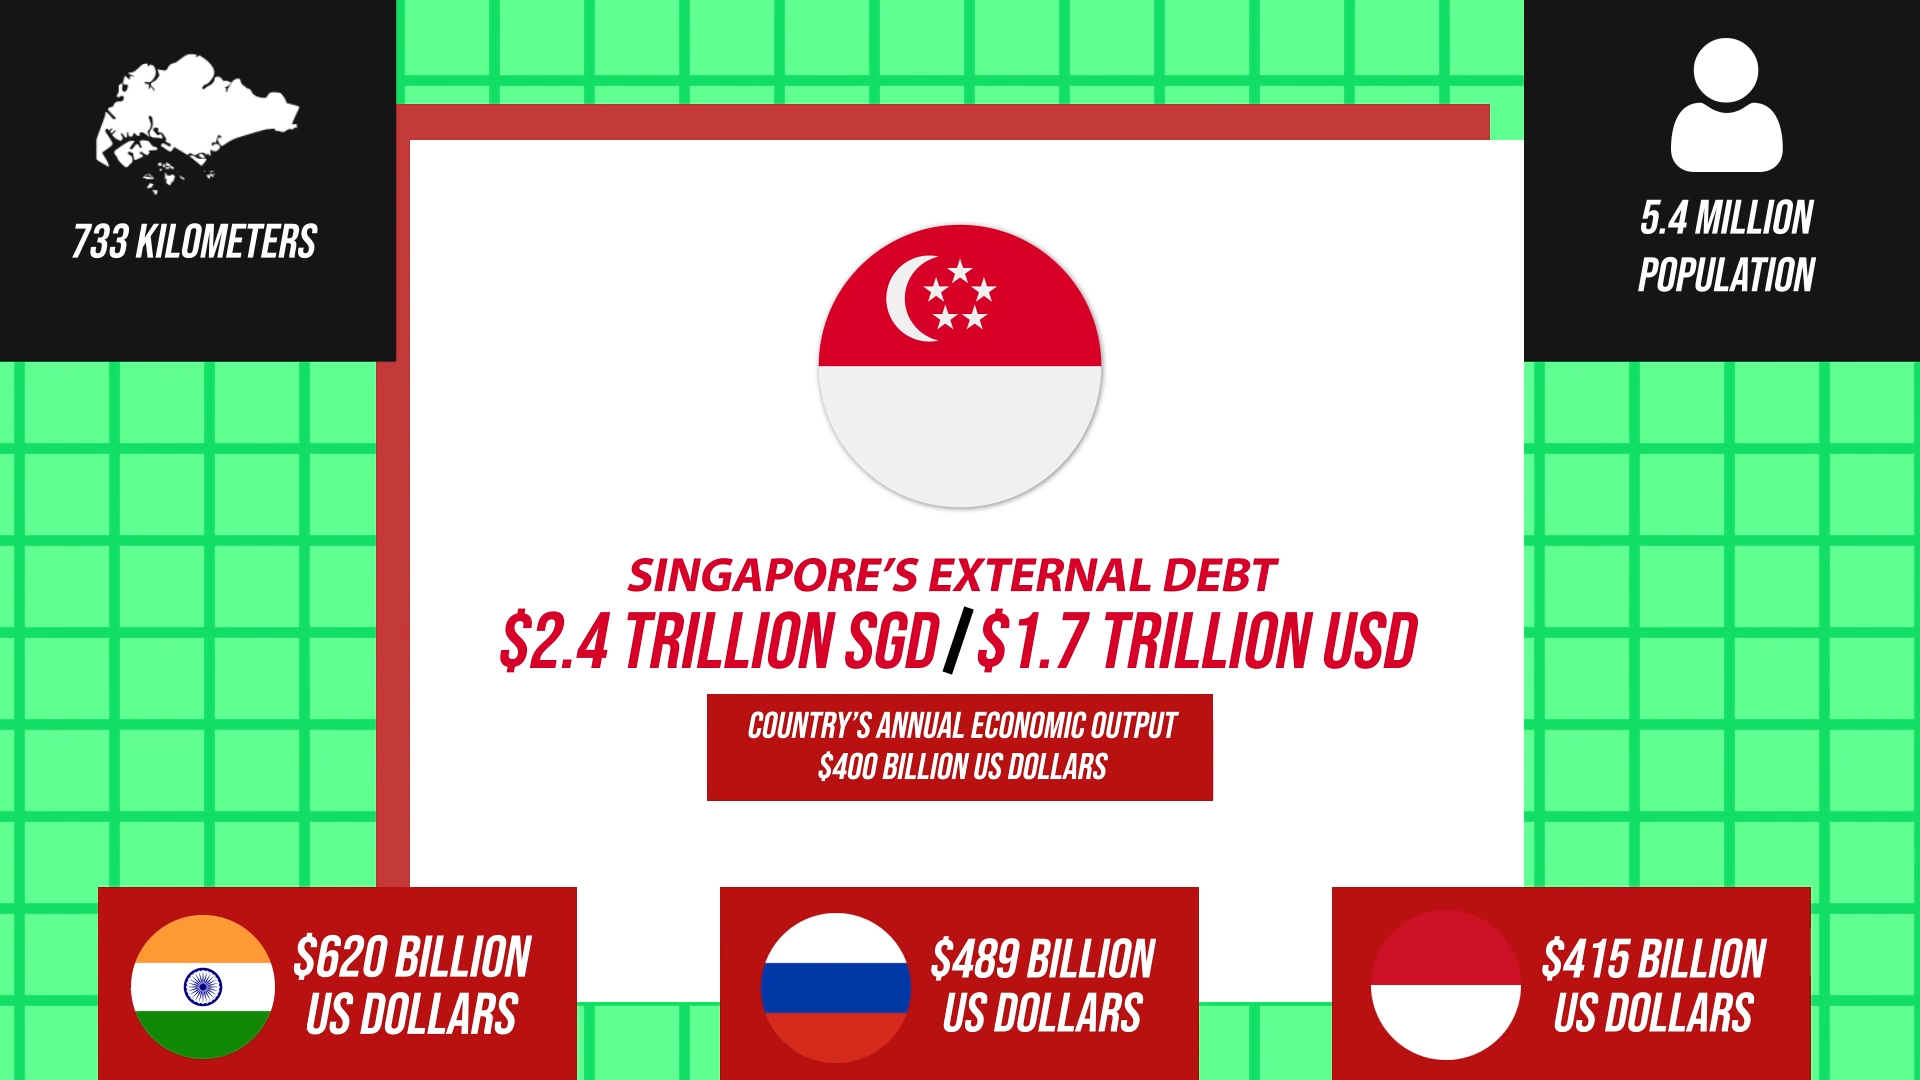 733 KILOMETERS
5.4 MILLION
POPULATION
SINGAPORE'S EXTERNAL DEBT
$2.4 TRILLION SGD/$1.7 TRILLION USD
COUNTRY'S ANNUAL ECONOMIC OUTPUT
$400 BILLION US DOLLARS
$620 BILLION
US DOLLARS
$489 BILLION
US DOLLARS
$415 BILLION
US DOLLARS